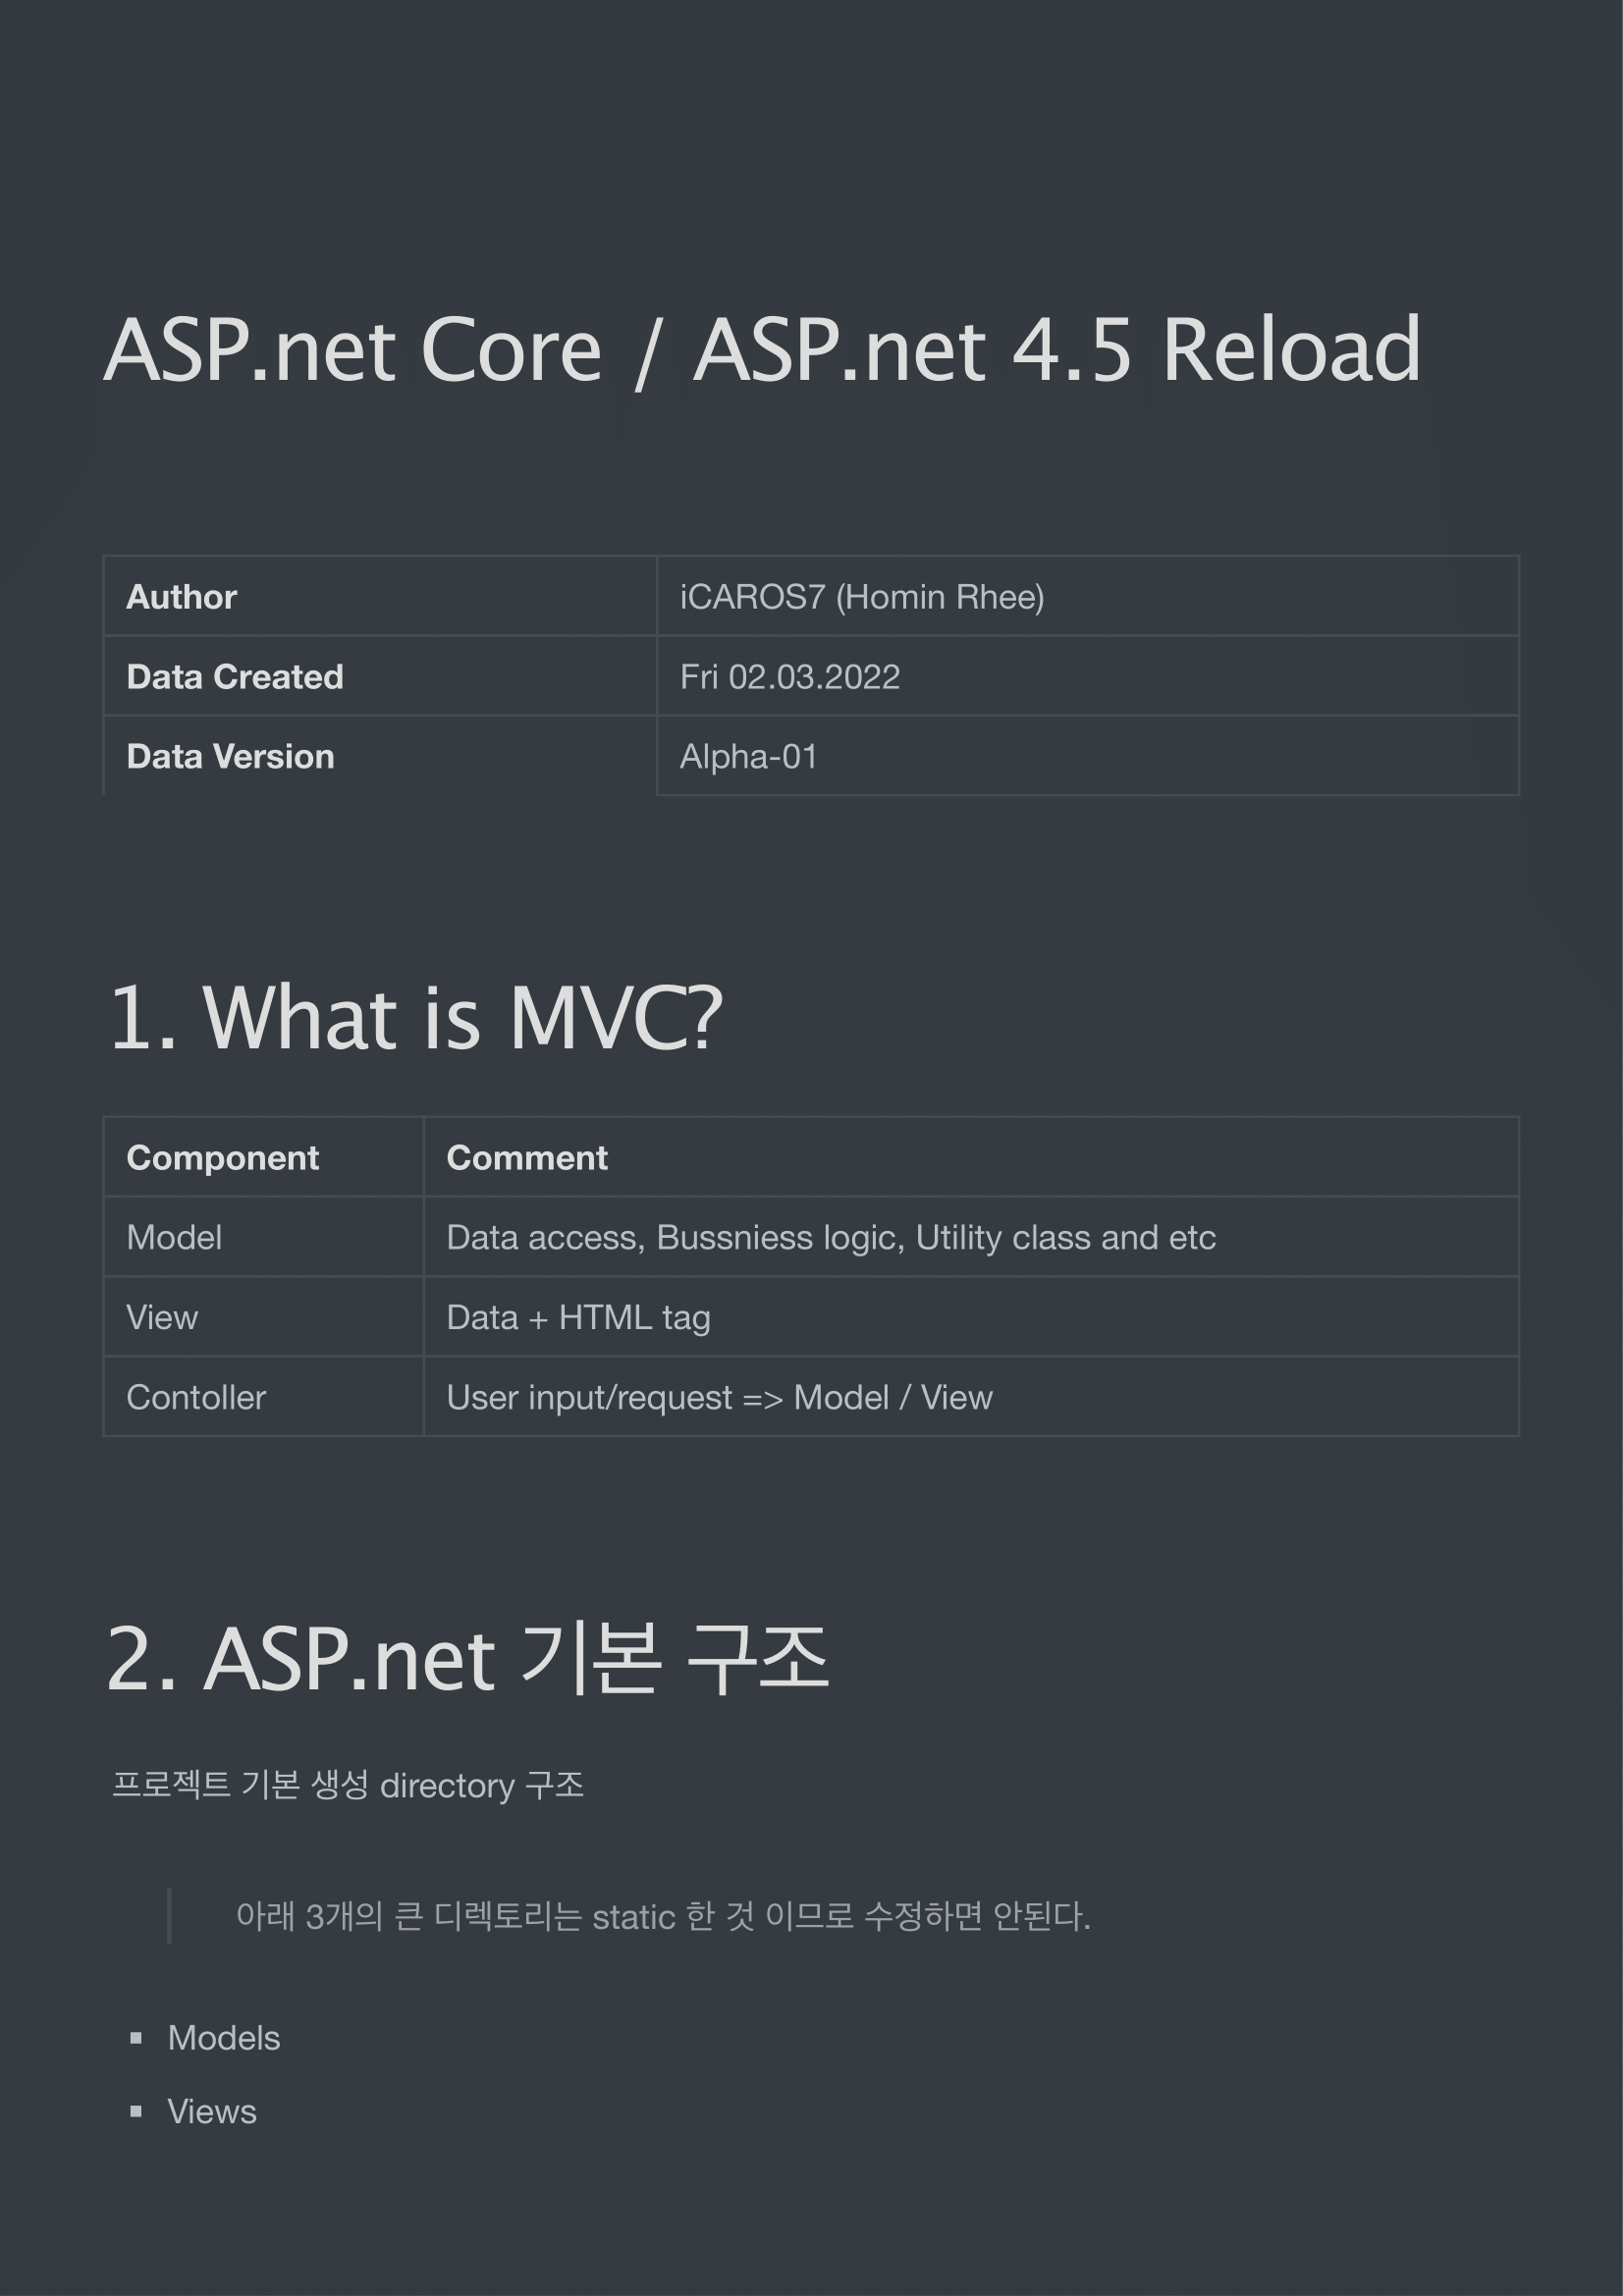 ASP.net Core / ASP.net 4.5 Reload
Author iCAROS7 (Homin Rhee)
Data Created Fri 02.03.2022
Data Version Alpha-01
1. What is MVC?
Component Comment
Model Data access, Bussniess logic, Utility class and etc
View Data + HTML tag
Contoller User input/request => Model / View
2. ASP.net 기본 구조
프로젝트 기본 생성 directory 구조
아래 3개의 큰 디렉토리는 static 한 것 이므로 수정하면 안된다.
▪ Models
▪ Views